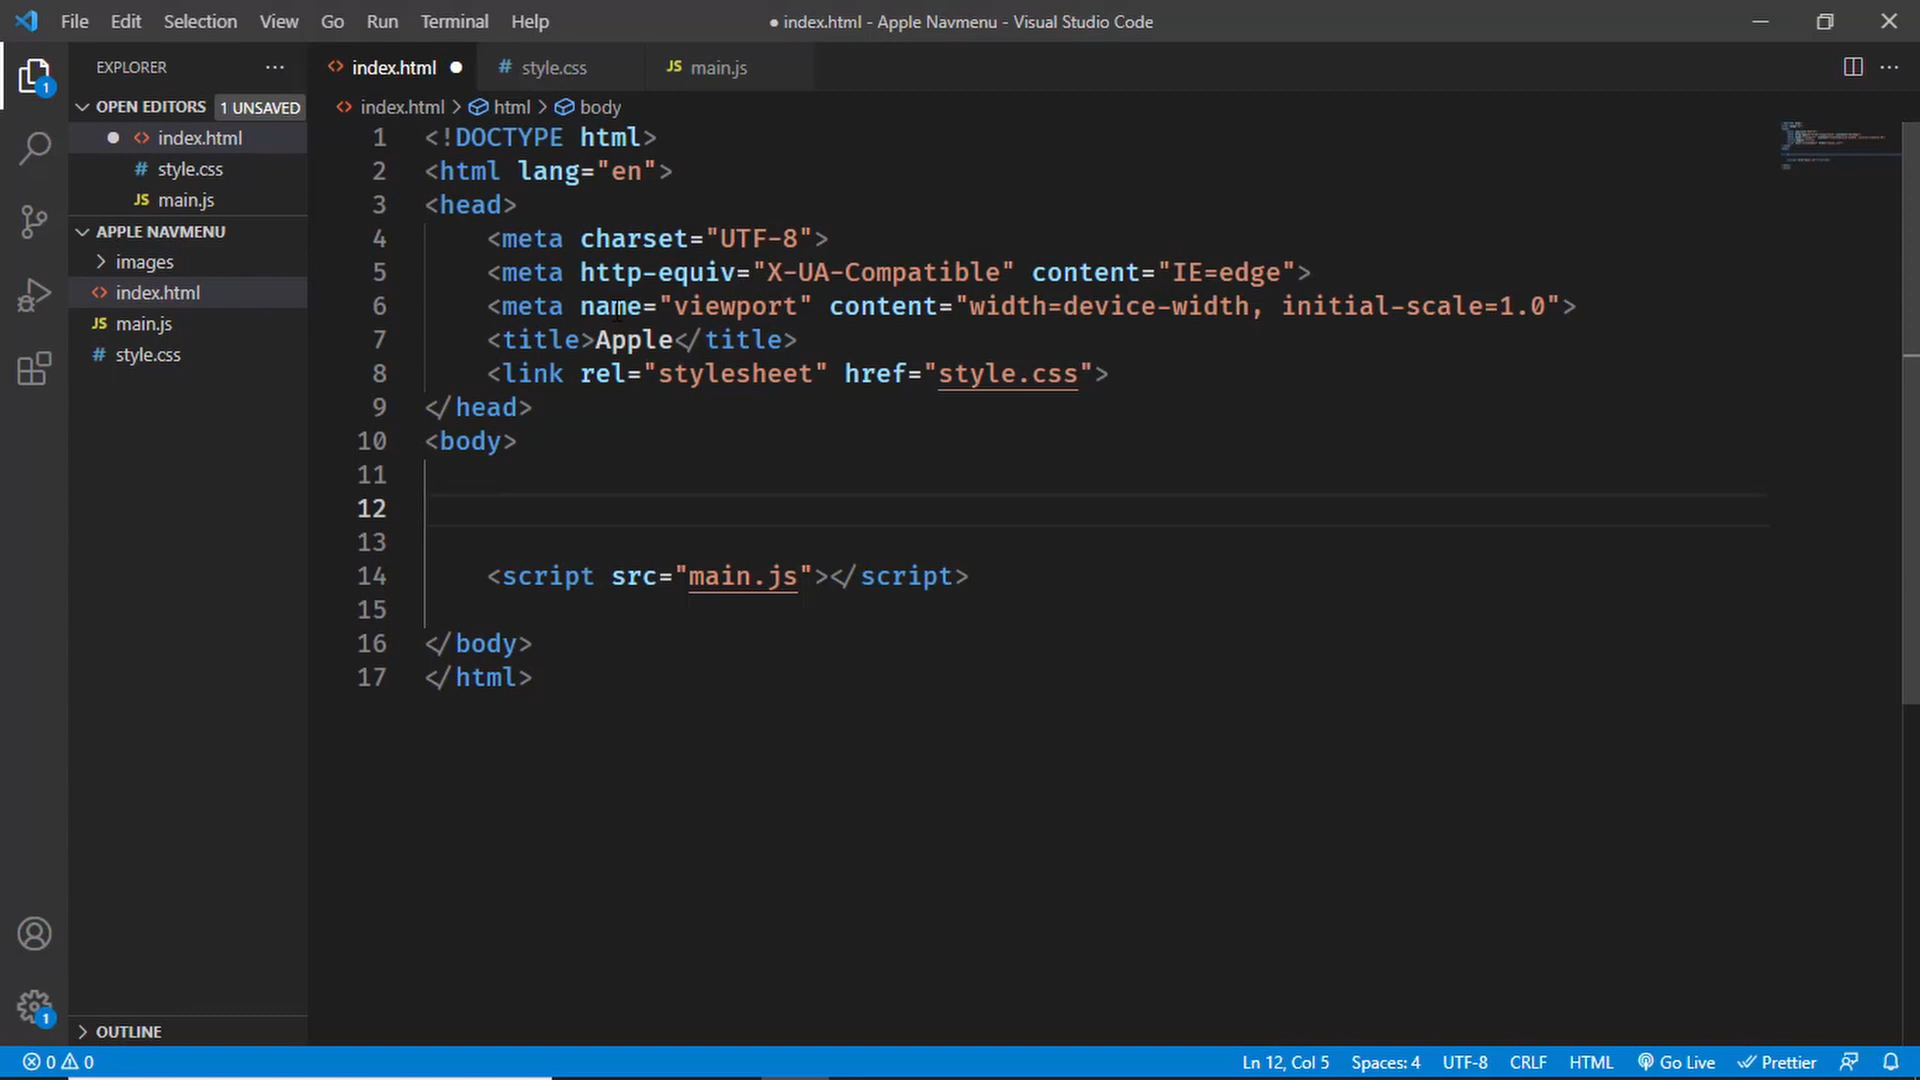 File Edit Selection View Go Run Terminal Help ● index.html - Apple Navmenu - Visual Studio Code
EXPLORER ···
1
OPEN EDITORS 1 UNSAVED
● <> index.html
# style.css
JS main.js
APPLE NAVMENU
images
<> index.html
JS main.js
# style.css
<> index.html ●
# style.css
JS main.js
<> index.html > html > body
1 <!DOCTYPE html>
2 <html lang="en">
3 <head>
4 <meta charset="UTF-8">
5 <meta http-equiv="X-UA-Compatible" content="IE=edge">
6 <meta name="viewport" content="width=device-width, initial-scale=1.0">
7 <title>Apple</title>
8 <link rel="stylesheet" href="style.css">
9 </head>
10 <body>
11
12
13
14 <script src="main.js"></script>
15
16 </body>
17 </html>
1
OUTLINE
0 0 Ln 12, Col 5 Spaces: 4 UTF-8 CRLF HTML Go Live Prettier